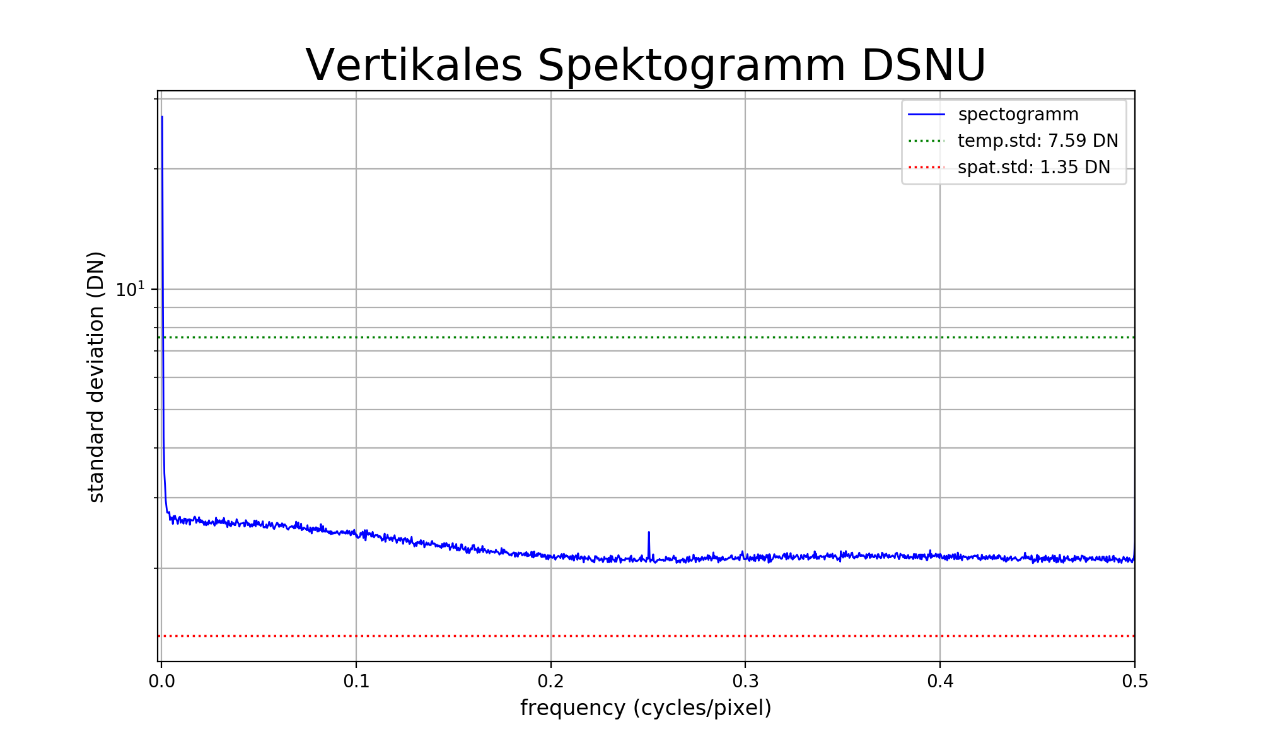 Vertikales Spektogramm DSNU
spectogramm
temp.std: 7.59 DN
spat.std: 1.35 DN
standard deviation (DN)
10¹
0.0 0.1 0.2 0.3 0.4 0.5
frequency (cycles/pixel)